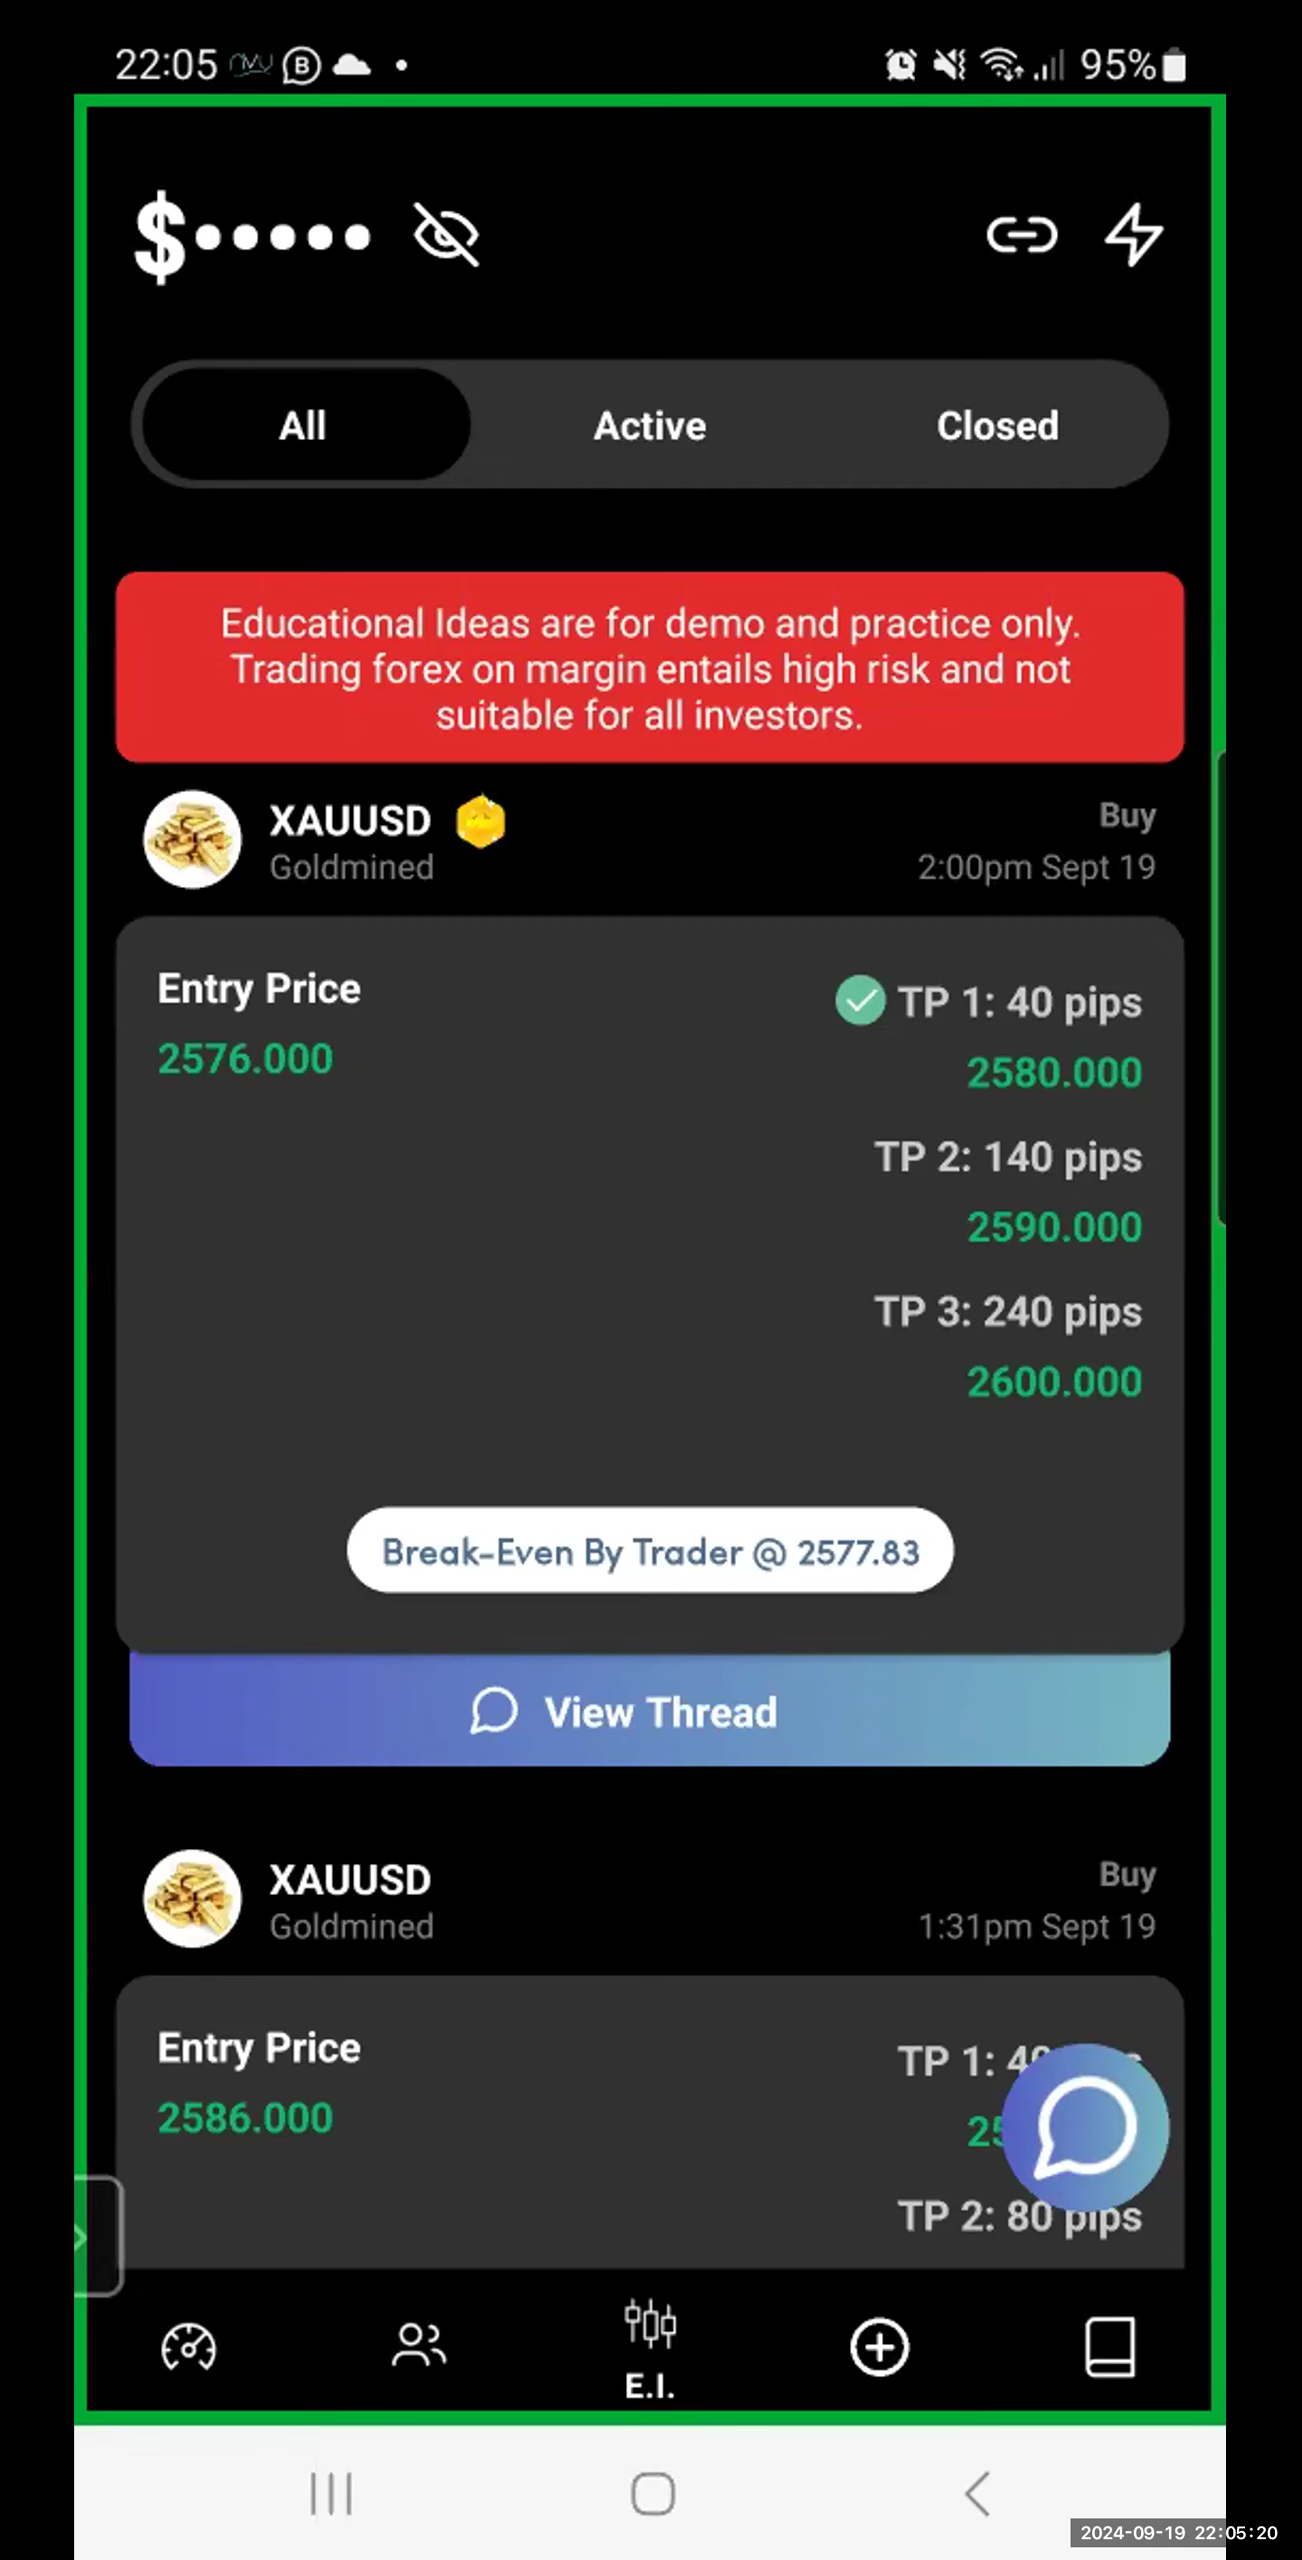 22:05
95%
$•••••
All Active Closed
Educational Ideas are for demo and practice only.
Trading forex on margin entails high risk and not
suitable for all investors.
XAUUSD Buy
Goldmined 2:00pm Sept 19
Entry Price TP 1: 40 pips
2576.000 2580.000
TP 2: 140 pips
2590.000
TP 3: 240 pips
2600.000
Break-Even By Trader @ 2577.83
View Thread
XAUUSD Buy
Goldmined 1:31pm Sept 19
Entry Price TP 1:
2586.000
TP 2: 80 pips
E.I.
2024-09-19 22:05:20